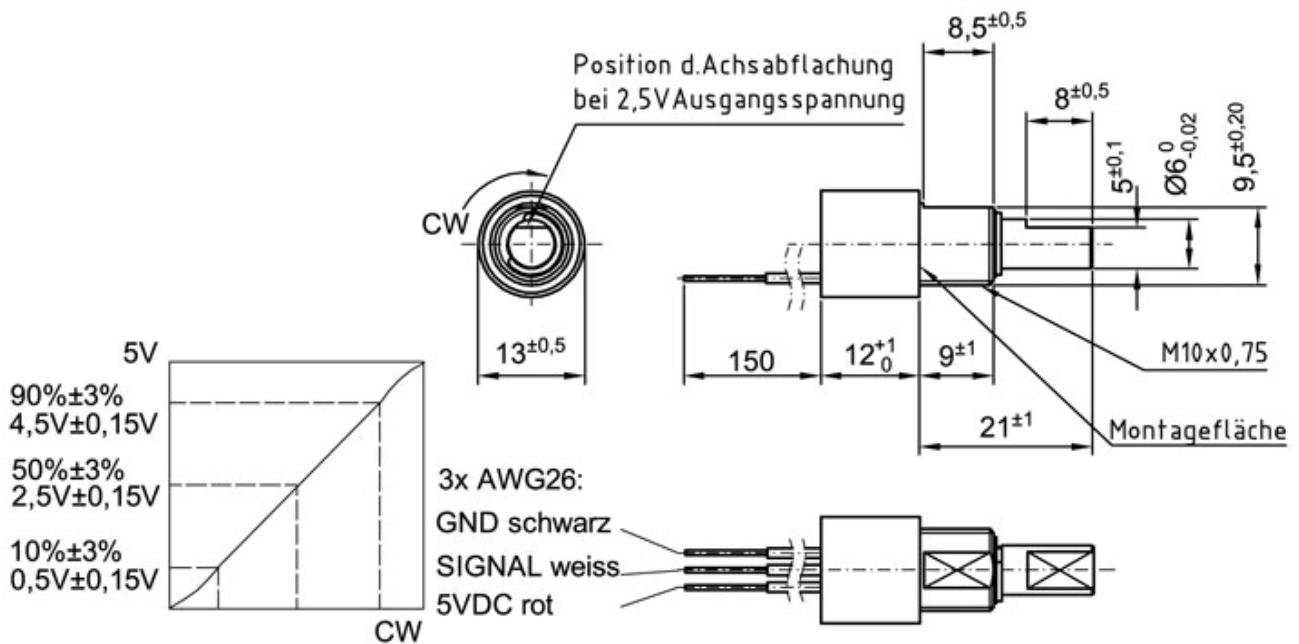 8,5±0,5
Position d.Achsabflachung
bei 2,5VAusgangsspannung
8±0,5
5±0,1
Ø6 0 -0,02
9,5±0,20
CW
13±0,5
150
12 +1 0
9±1
M10x0,75
21±1
Montagefläche
5V
90%±3%
4,5V±0,15V
50%±3%
2,5V±0,15V
10%±3%
0,5V±0,15V
CW
3x AWG26:
GND schwarz
SIGNAL weiss
5VDC rot